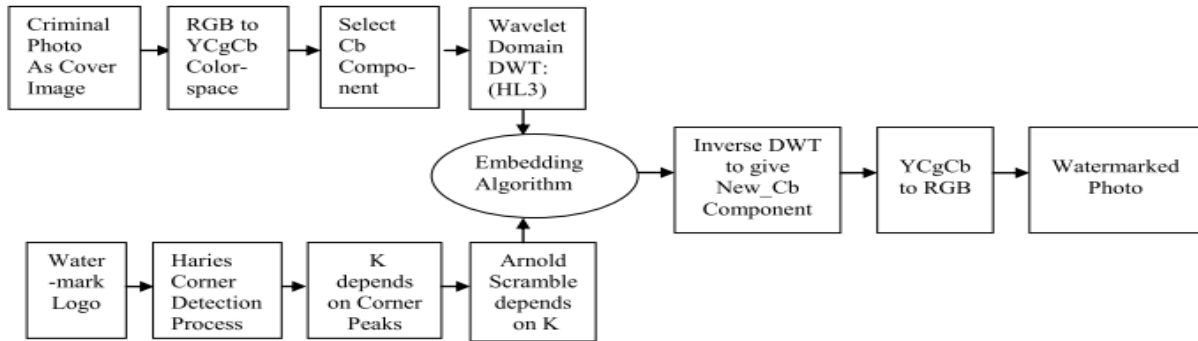 Criminal
Photo
As Cover
Image
RGB to
YCgCb
Color-
space
Select
Cb
Compo-
nent
Wavelet
Domain
DWT:
(HL3)
Embedding
Algorithm
Inverse DWT
to give
New_Cb
Component
YCgCb
to RGB
Watermarked
Photo
Water
-mark
Logo
Haries
Corner
Detection
Process
K
depends
on Corner
Peaks
Arnold
Scramble
depends
on K